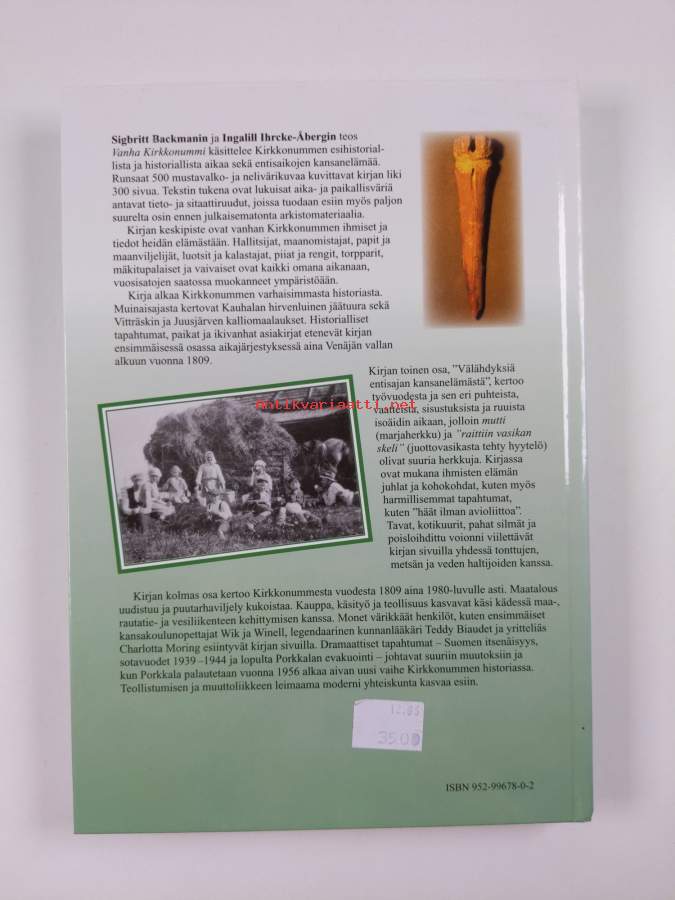 Sigbritt Backmanin ja Ingalill Ihrcke-Åbergin teos
Vanha Kirkkonummi käsittelee Kirkkonummen esihistorial-
lista ja historiallista aikaa sekä entisaikojen kansanelämää.
Runsaat 500 mustavalko- ja nelivärikuvaa kuvittavat kirjan liki
300 sivua. Tekstin tukena ovat lukuisat aika- ja paikallisväriä
antavat tieto- ja sitaattiruudut, joissa tuodaan esiin myös paljon
suurelta osin ennen julkaisematonta arkistomateriaalia.
Kirjan keskipiste ovat vanhan Kirkkonummen ihmiset ja
tiedot heidän elämästään. Hallitsijat, maanomistajat, papit ja
maanviljelijät, luotsit ja kalastajat, piiat ja rengit, torpparit,
mäkitupalaiset ja vaivaiset ovat kaikki omana aikanaan,
vuosisatojen saatossa muokanneet ympäristöään.
Kirja alkaa Kirkkonummen varhaisimmasta historiasta.
Muinaisajasta kertovat Kauhalan hirvenluinen jäätuura sekä
Vitträskin ja Juusjärven kalliomaalaukset. Historialliset
tapahtumat, paikat ja ikivanhat asiakirjat etenevät kirjan
ensimmäisessä osassa aikajärjestyksessä aina Venäjän vallan
alkuun vuonna 1809.
Kirjan toinen osa, ”Välähdyksiä
entisajan kansanelämästä”, kertoo
työvuodesta ja sen eri puhteista,
vaatteista, sisustuksista ja ruuista
isoäidin aikaan, jolloin mutti
(marjaherkku) ja ”raittiin vasikan
skeli” (juottovasikasta tehty hyytelö)
olivat suuria herkkuja. Kirjassa
ovat mukana ihmisten elämän
juhlat ja kohokohdat, kuten myös
harmillisemmat tapahtumat,
kuten ”häät ilman avioliittoa”.
Tavat, kotikuurit, pahat silmät ja
poisloihdittu voionni viilettävät
kirjan sivuilla yhdessä tonttujen,
metsän ja veden haltijoiden kanssa.
Antikvariaatti.net
Kirjan kolmas osa kertoo Kirkkonummesta vuodesta 1809 aina 1980-luvulle asti. Maatalous
uudistuu ja puutarhaviljely kukoistaa. Kauppa, käsityö ja teollisuus kasvavat käsi kädessä maa-,
rautatie- ja vesiliikenteen kehittymisen kanssa. Monet värikkäät henkilöt, kuten ensimmäiset
kansakoulunopettajat Wik ja Winell, legendaarinen kunnanlääkäri Teddy Biaudet ja yritteliäs
Charlotta Moring esiintyvät kirjan sivuilla. Dramaattiset tapahtumat – Suomen itsenäisyys,
sotavuodet 1939 –1944 ja lopulta Porkkalan evakuointi – johtavat suuriin muutoksiin ja
kun Porkkala palautetaan vuonna 1956 alkaa aivan uusi vaihe Kirkkonummen historiassa.
Teollistumisen ja muuttoliikkeen leimaama moderni yhteiskunta kasvaa esiin.
12.05
35.00
ISBN 952-99678-0-2